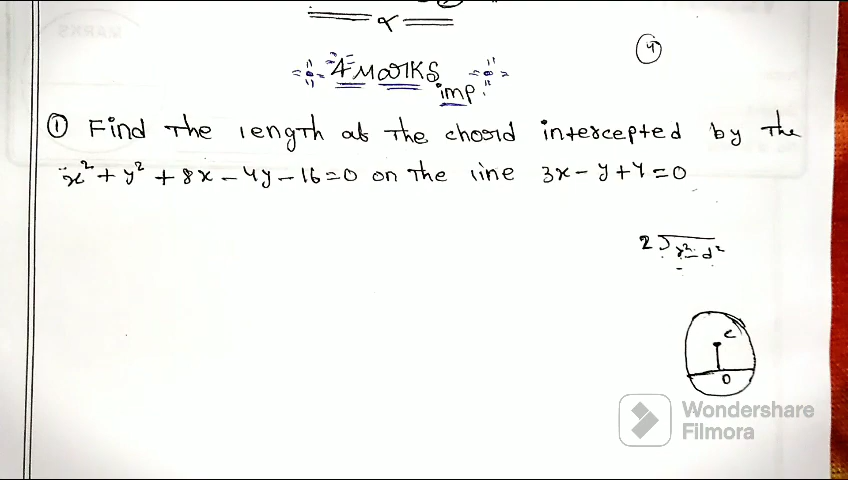 4 Marks
imp.
4
① Find The length of The chord intercepted by The
x² + y² + 8x - 4y - 16 = 0 on The line 3x - y + 4 = 0
2√r² - d²
c
D
Wondershare
Filmora